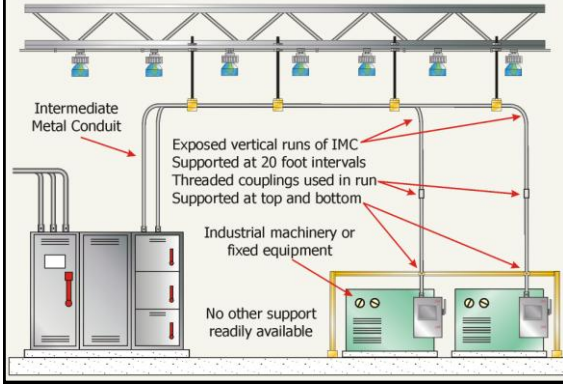 Intermediate
Metal Conduit
Exposed vertical runs of IMC
Supported at 20 foot intervals
Threaded couplings used in run
Supported at top and bottom
Industrial machinery or
fixed equipment
No other support
readily available